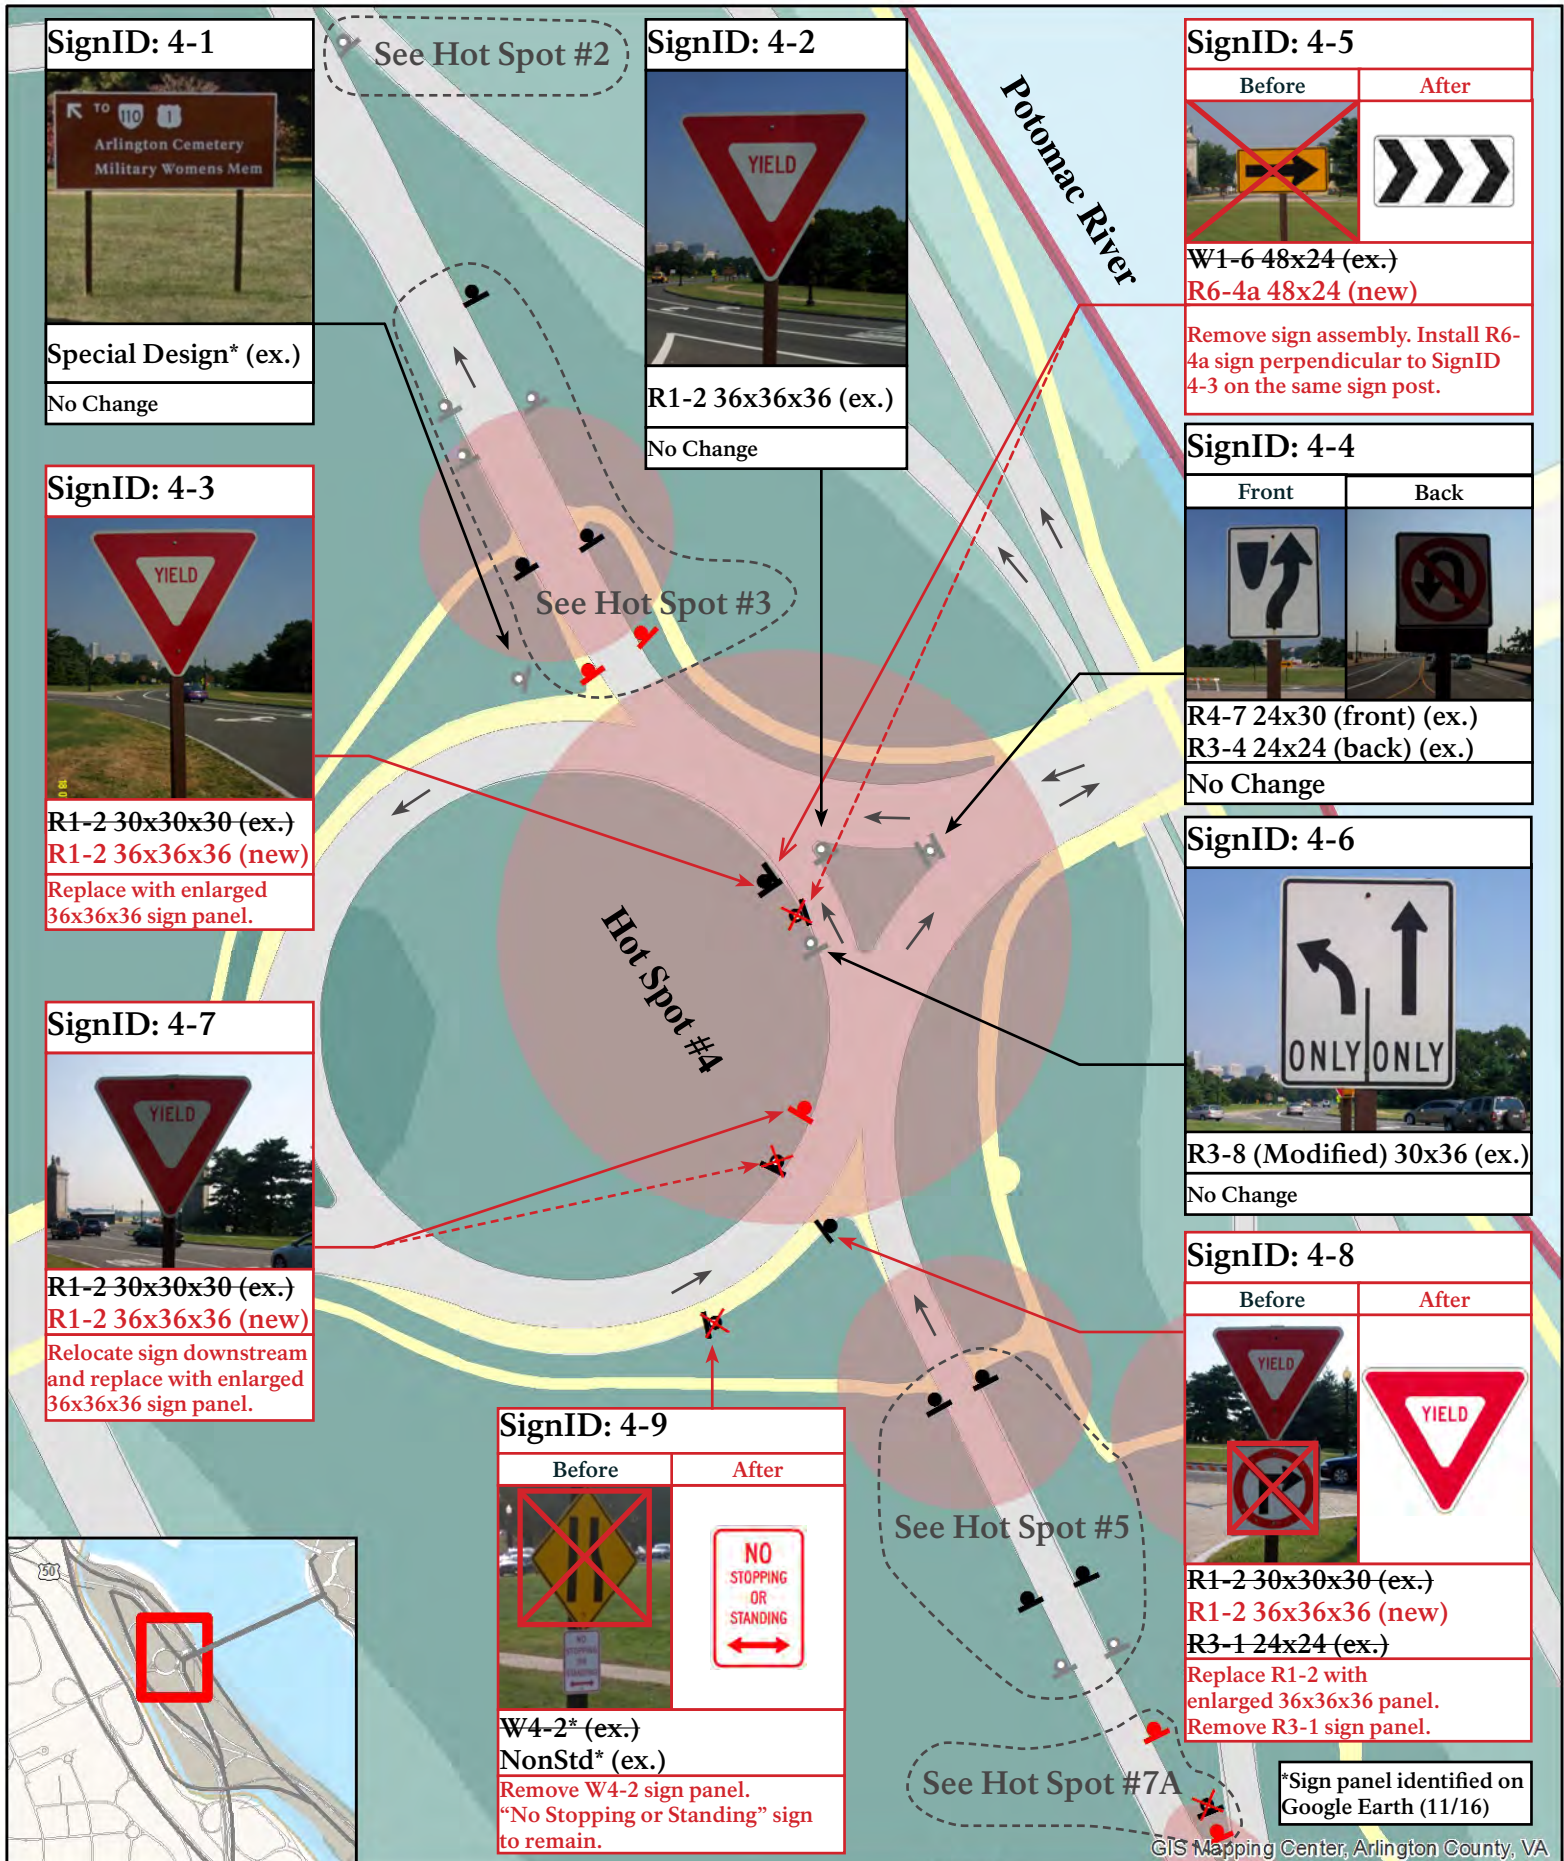 SignID: 4-1
TO 110 1
Arlington Cemetery
Military Womens Mem
Special Design* (ex.)
No Change
See Hot Spot #2
SignID: 4-2
YIELD
R1-2 36x36x36 (ex.)
No Change
Potomac River
SignID: 4-5
Before
After
W1-6 48x24 (ex.)
R6-4a 48x24 (new)
Remove sign assembly. Install R6-
4a sign perpendicular to SignID
4-3 on the same sign post.
SignID: 4-3
YIELD
R1-2 30x30x30 (ex.)
R1-2 36x36x36 (new)
Replace with enlarged
36x36x36 sign panel.
See Hot Spot #3
SignID: 4-4
Front
Back
R4-7 24x30 (front) (ex.)
R3-4 24x24 (back) (ex.)
No Change
Hot Spot #4
SignID: 4-6
ONLY ONLY
R3-8 (Modified) 30x36 (ex.)
No Change
SignID: 4-7
YIELD
R1-2 30x30x30 (ex.)
R1-2 36x36x36 (new)
Relocate sign downstream
and replace with enlarged
36x36x36 sign panel.
SignID: 4-8
Before
After
YIELD
YIELD
R1-2 30x30x30 (ex.)
R1-2 36x36x36 (new)
R3-1 24x24 (ex.)
Replace R1-2 with
enlarged 36x36x36 panel.
Remove R3-1 sign panel.
SignID: 4-9
Before
After
NO
STOPPING
OR
STANDING
NO
STOPPING
OR
STANDING
W4-2* (ex.)
NonStd* (ex.)
Remove W4-2 sign panel.
“No Stopping or Standing” sign
to remain.
See Hot Spot #5
See Hot Spot #7A
50
*Sign panel identified on
Google Earth (11/16)
GIS Mapping Center, Arlington County, VA